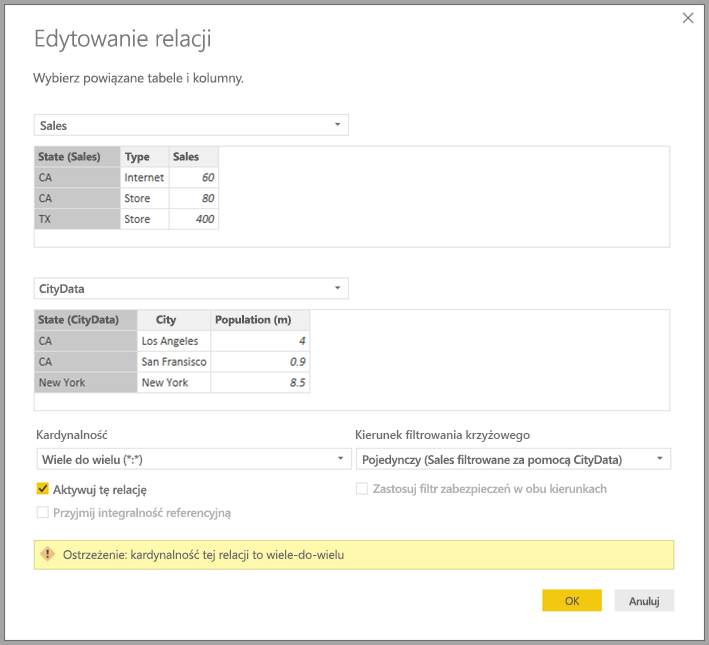 Edytowanie relacji
Wybierz powiązane tabele i kolumny.
Sales
State (Sales) Type Sales
CA Internet 60
CA Store 80
TX Store 400
CityData
State (CityData) City Population (m)
CA Los Angeles 4
CA San Fransisco 0.9
New York New York 8.5
Kardynalność Kierunek filtrowania krzyżowego
Wiele do wielu (*:*) Pojedynczy (Sales filtrowane za pomocą CityData)
Aktywuj tę relację Zastosuj filtr zabezpieczeń w obu kierunkach
Przyjmij integralność referencyjną
Ostrzeżenie: kardynalność tej relacji to wiele-do-wielu
OK Anuluj